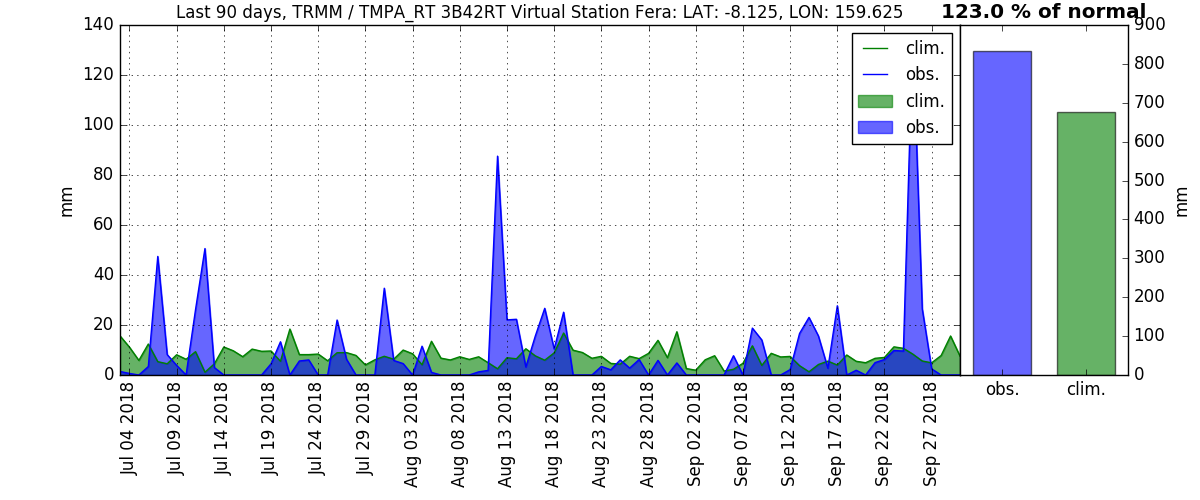 Last 90 days, TRMM / TMPA_RT 3B42RT Virtual Station Fera: LAT: -8.125, LON: 159.625
123.0 % of normal
mm
140
120
100
80
60
40
20
0
clim.
obs.
clim.
obs.
900
800
700
600
500
400
300
200
100
0
mm
Jul 04 2018
Jul 09 2018
Jul 14 2018
Jul 19 2018
Jul 24 2018
Jul 29 2018
Aug 03 2018
Aug 08 2018
Aug 13 2018
Aug 18 2018
Aug 23 2018
Aug 28 2018
Sep 02 2018
Sep 07 2018
Sep 12 2018
Sep 17 2018
Sep 22 2018
Sep 27 2018
obs.
clim.